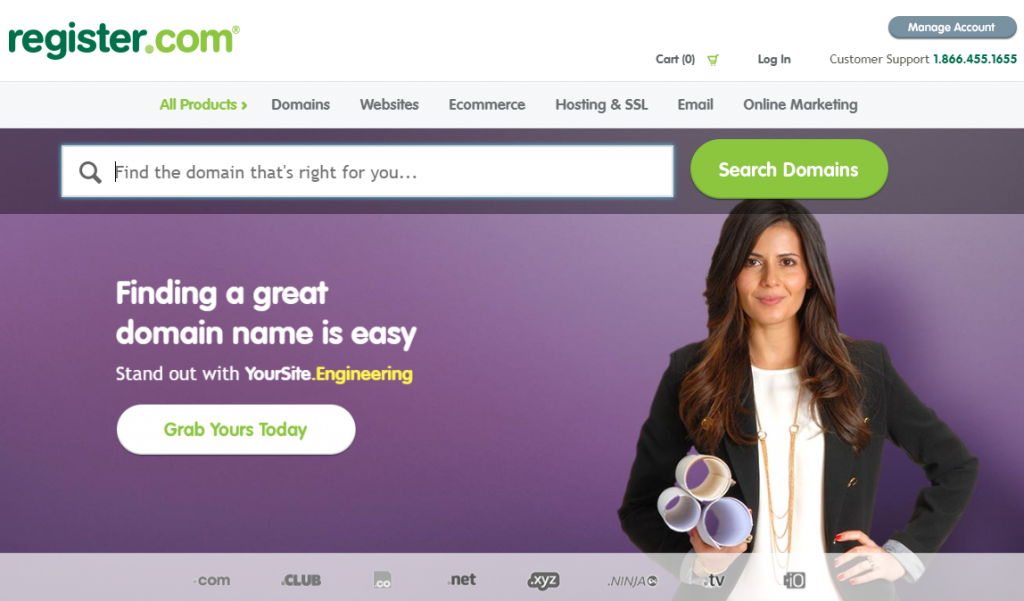 register.com®
Manage Account
Cart (0)
Log In
Customer Support 1.866.455.1655
All Products ›
Domains
Websites
Ecommerce
Hosting & SSL
Email
Online Marketing
Find the domain that's right for you...
Search Domains
Finding a great
domain name is easy
Stand out with YourSite.Engineering
Grab Yours Today
.com
.CLUB
.co
.net
.xyz
.NINJA
.tv
.iO